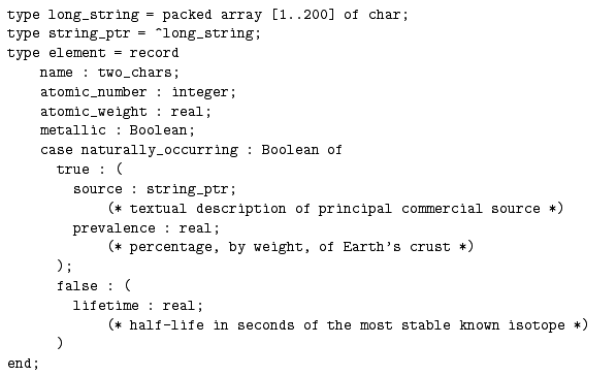 type long_string = packed array [1..200] of char;
type string_ptr = ^long_string;
type element = record
    name : two_chars;
    atomic_number : integer;
    atomic_weight : real;
    metallic : Boolean;
    case naturally_occurring : Boolean of
      true : (
        source : string_ptr;
            (* textual description of principal commercial source *)
        prevalence : real;
            (* percentage, by weight, of Earth's crust *)
      );
      false : (
        lifetime : real;
            (* half-life in seconds of the most stable known isotope *)
      )
end;